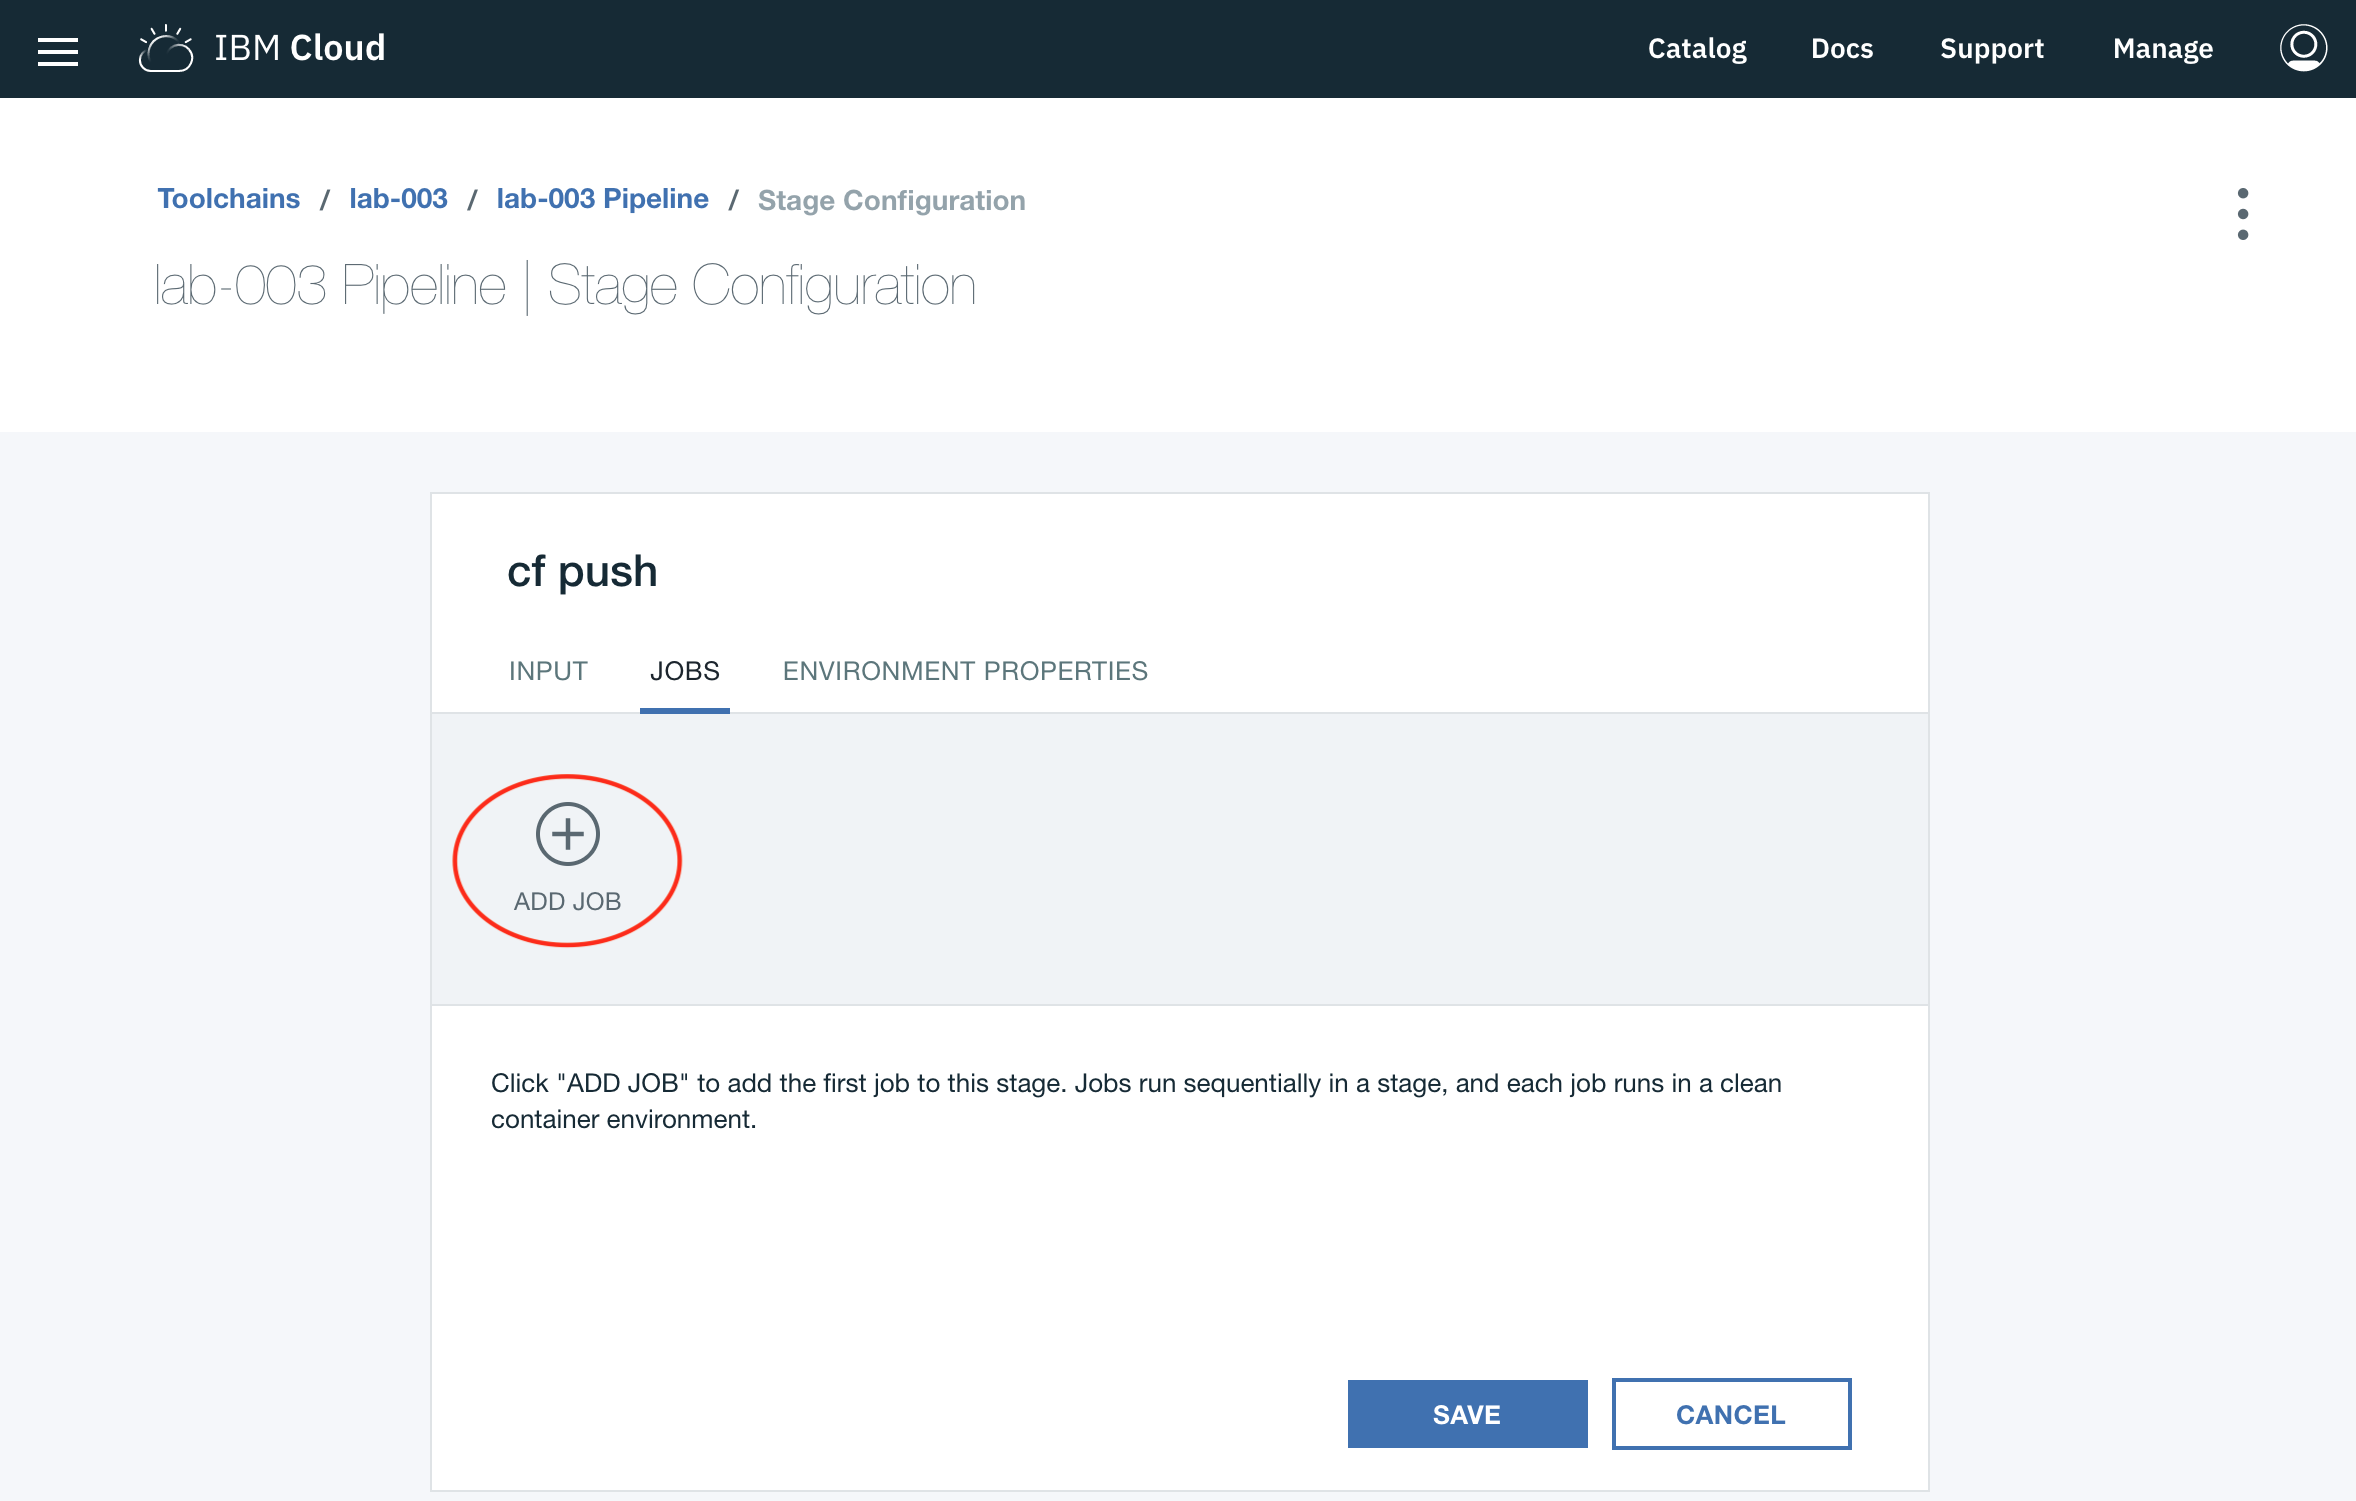 IBM Cloud
Catalog Docs Support Manage
Toolchains / lab-003 / lab-003 Pipeline / Stage Configuration
lab-003 Pipeline | Stage Configuration
cf push
INPUT JOBS ENVIRONMENT PROPERTIES
ADD JOB
Click "ADD JOB" to add the first job to this stage. Jobs run sequentially in a stage, and each job runs in a clean
container environment.
SAVE CANCEL